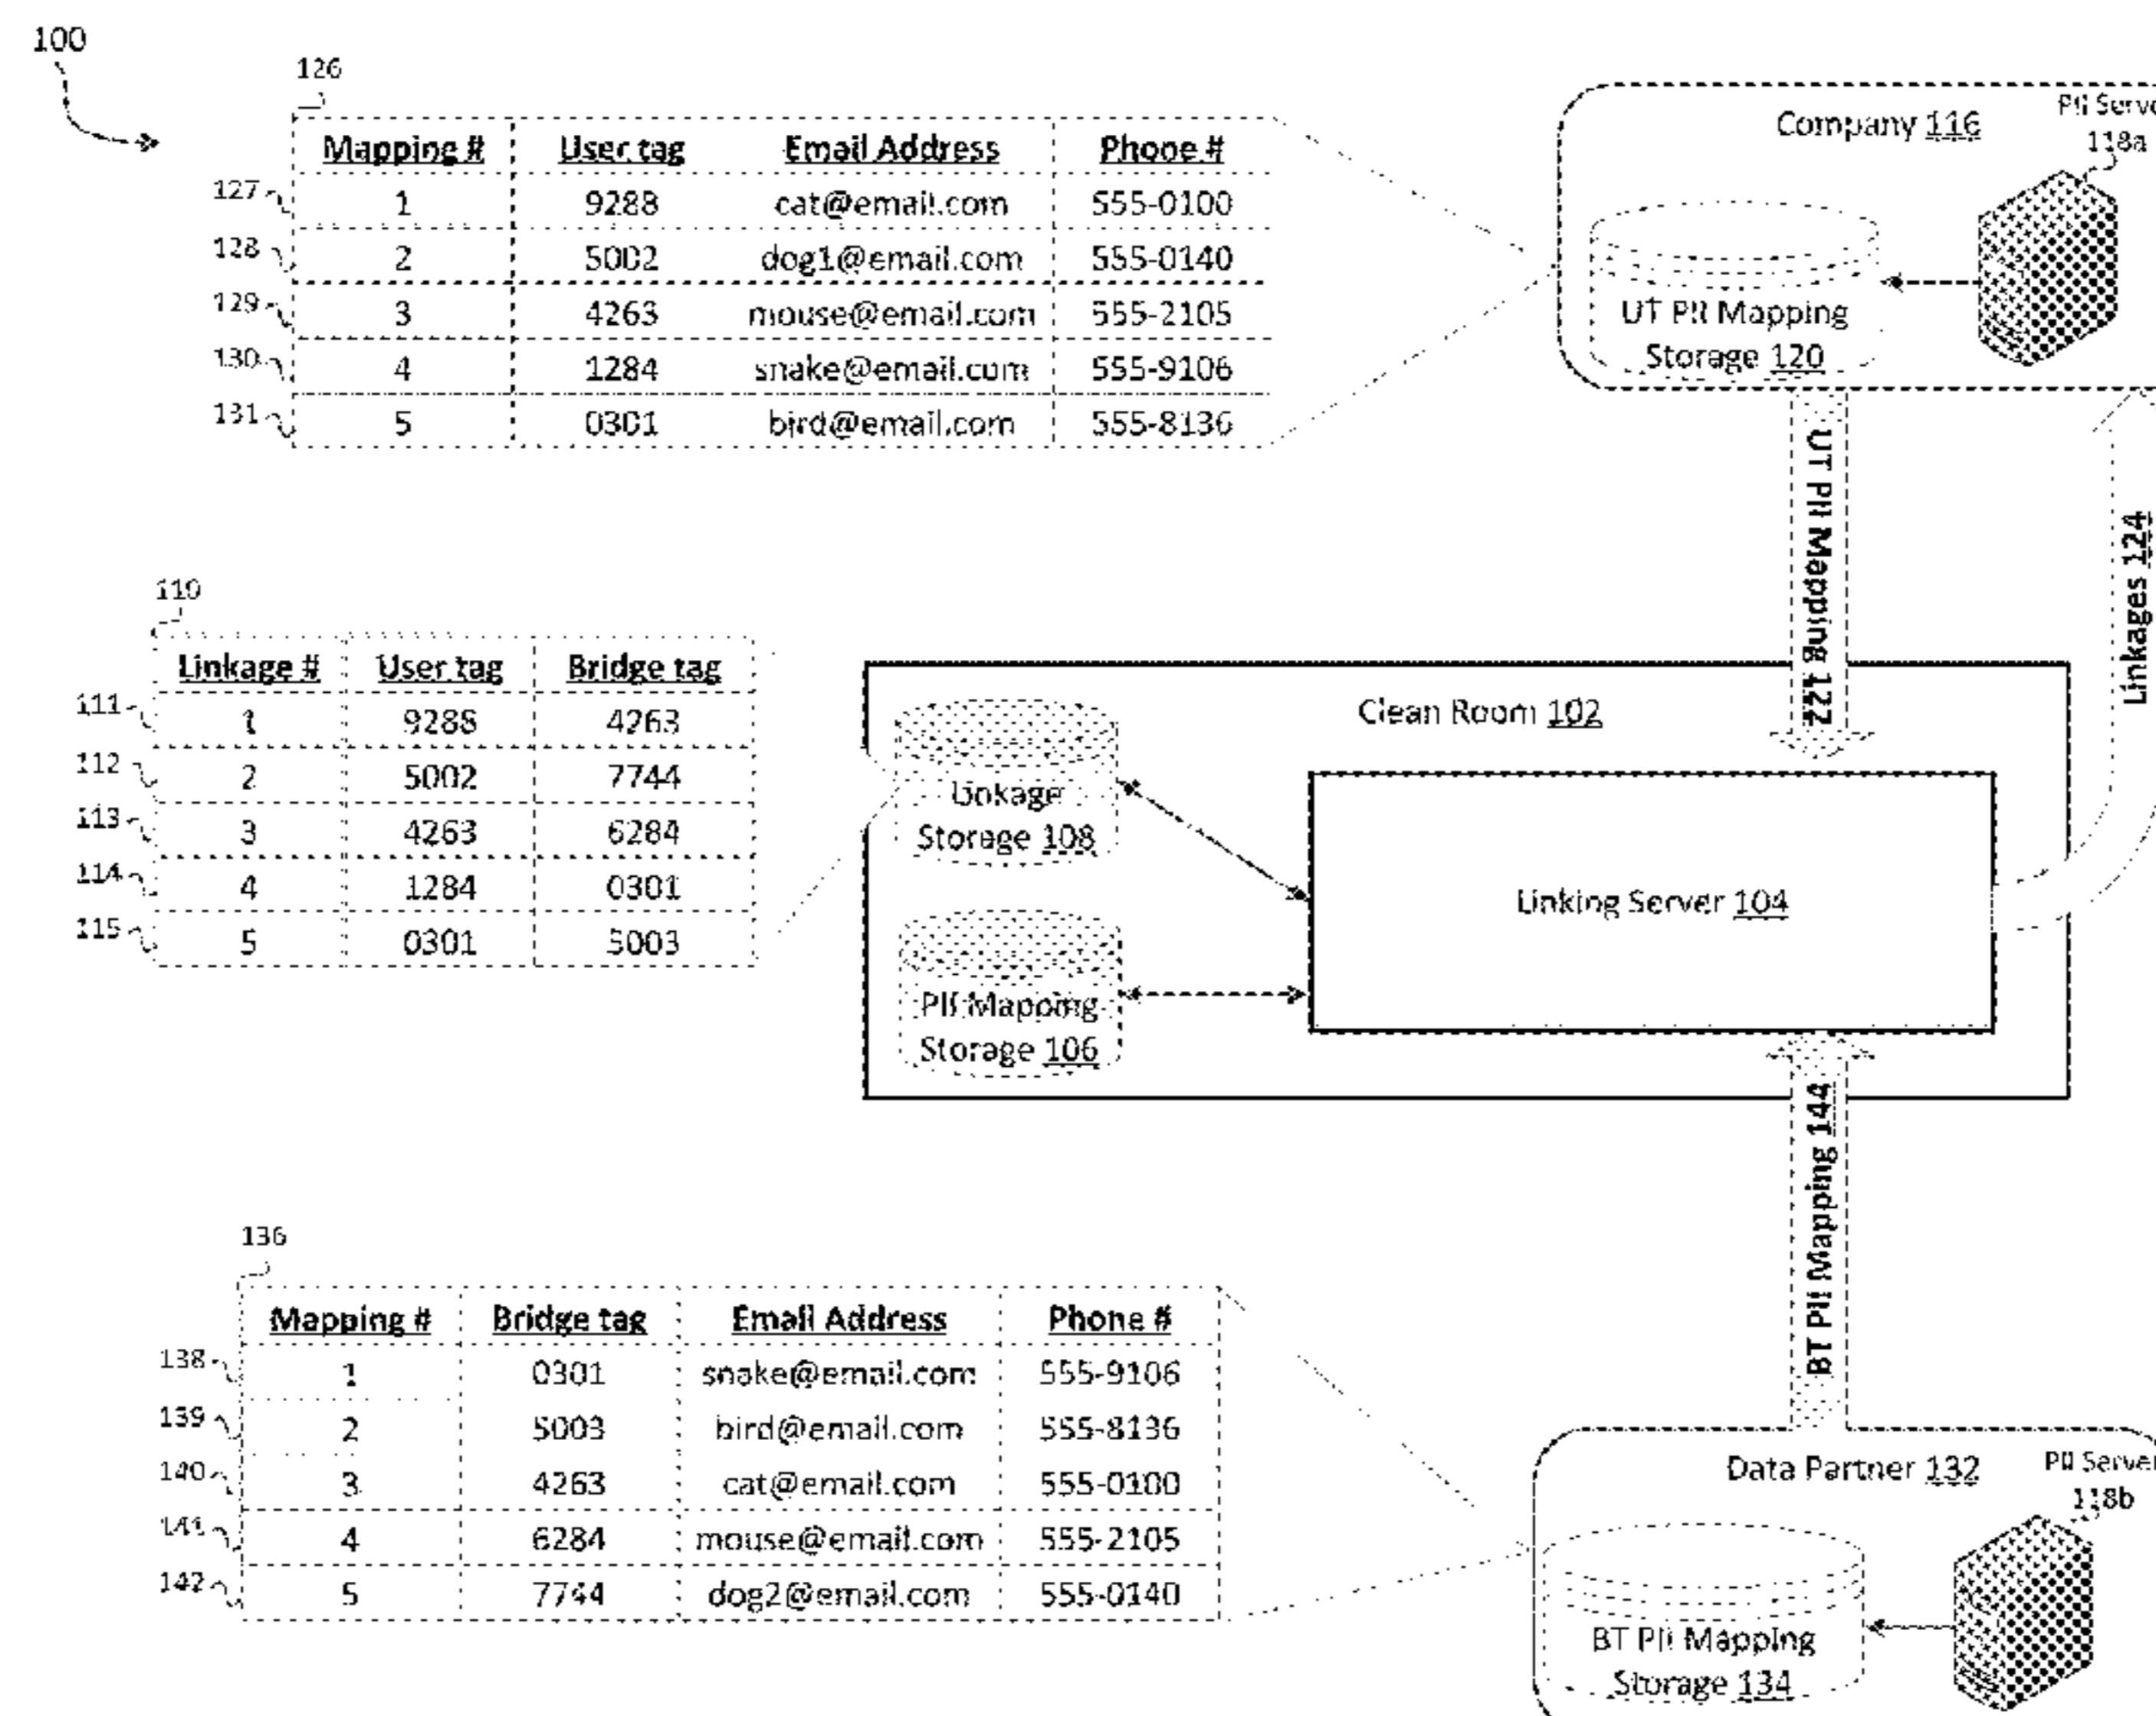 100
126
Mapping # User tag Email Address Phone #
127 1 9288 cat@email.com 555-0100
128 2 5002 dog1@email.com 555-0140
129 3 4263 mouse@email.com 555-2105
130 4 1284 snake@email.com 555-9106
131 5 0301 bird@email.com 555-8136
Company 116
PII Serve
118a
UT PII Mapping
Storage 120
UT PII Mapping 122
Linkages 124
110
Linkage # User tag Bridge tag
111 1 9288 4263
112 2 5002 7744
113 3 4263 6284
114 4 1284 0301
115 5 0301 5003
Clean Room 102
Linkage
Storage 108
Linking Server 104
PII Mapping
Storage 106
BT PII Mapping 144
136
Mapping # Bridge tag Email Address Phone #
138 1 0301 snake@email.com 555-9106
139 2 5003 bird@email.com 555-8136
140 3 4263 cat@email.com 555-0100
141 4 6284 mouse@email.com 555-2105
142 5 7744 dog2@email.com 555-0140
Data Partner 132
PII Server
118b
BT PII Mapping
Storage 134